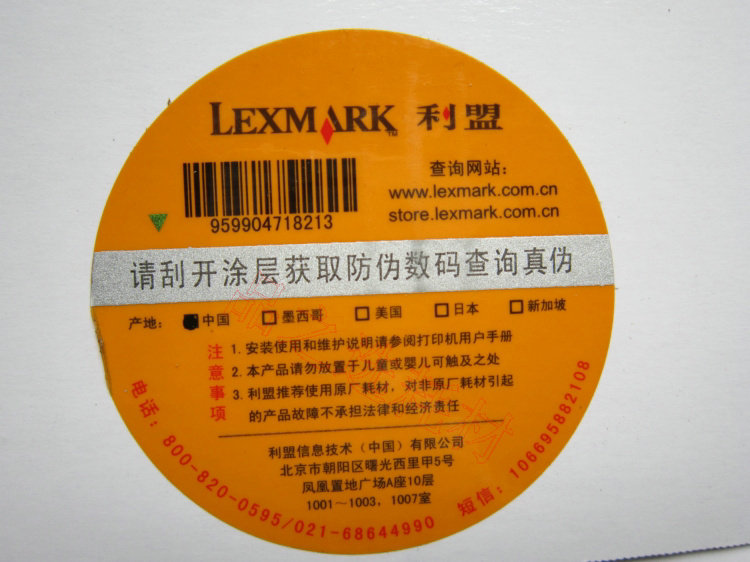 LEXMARK™ 利盟
查询网站:
www.lexmark.com.cn
store.lexmark.com.cn
959904718213
请刮开涂层获取防伪数码查询真伪
产地: 中国 墨西哥 美国 日本 新加坡
注意事项
1. 安装使用和维护说明请参阅打印机用户手册
2. 本产品请勿放置于儿童或婴儿可触及之处
3. 利盟推荐使用原厂耗材，对非原厂耗材引起
的产品故障不承担法律和经济责任
利盟信息技术（中国）有限公司
北京市朝阳区曙光西里甲5号
凤凰置地广场A座10层
1001～1003，1007室
电话：800-820-0595/021-68644990
短信：106695882108